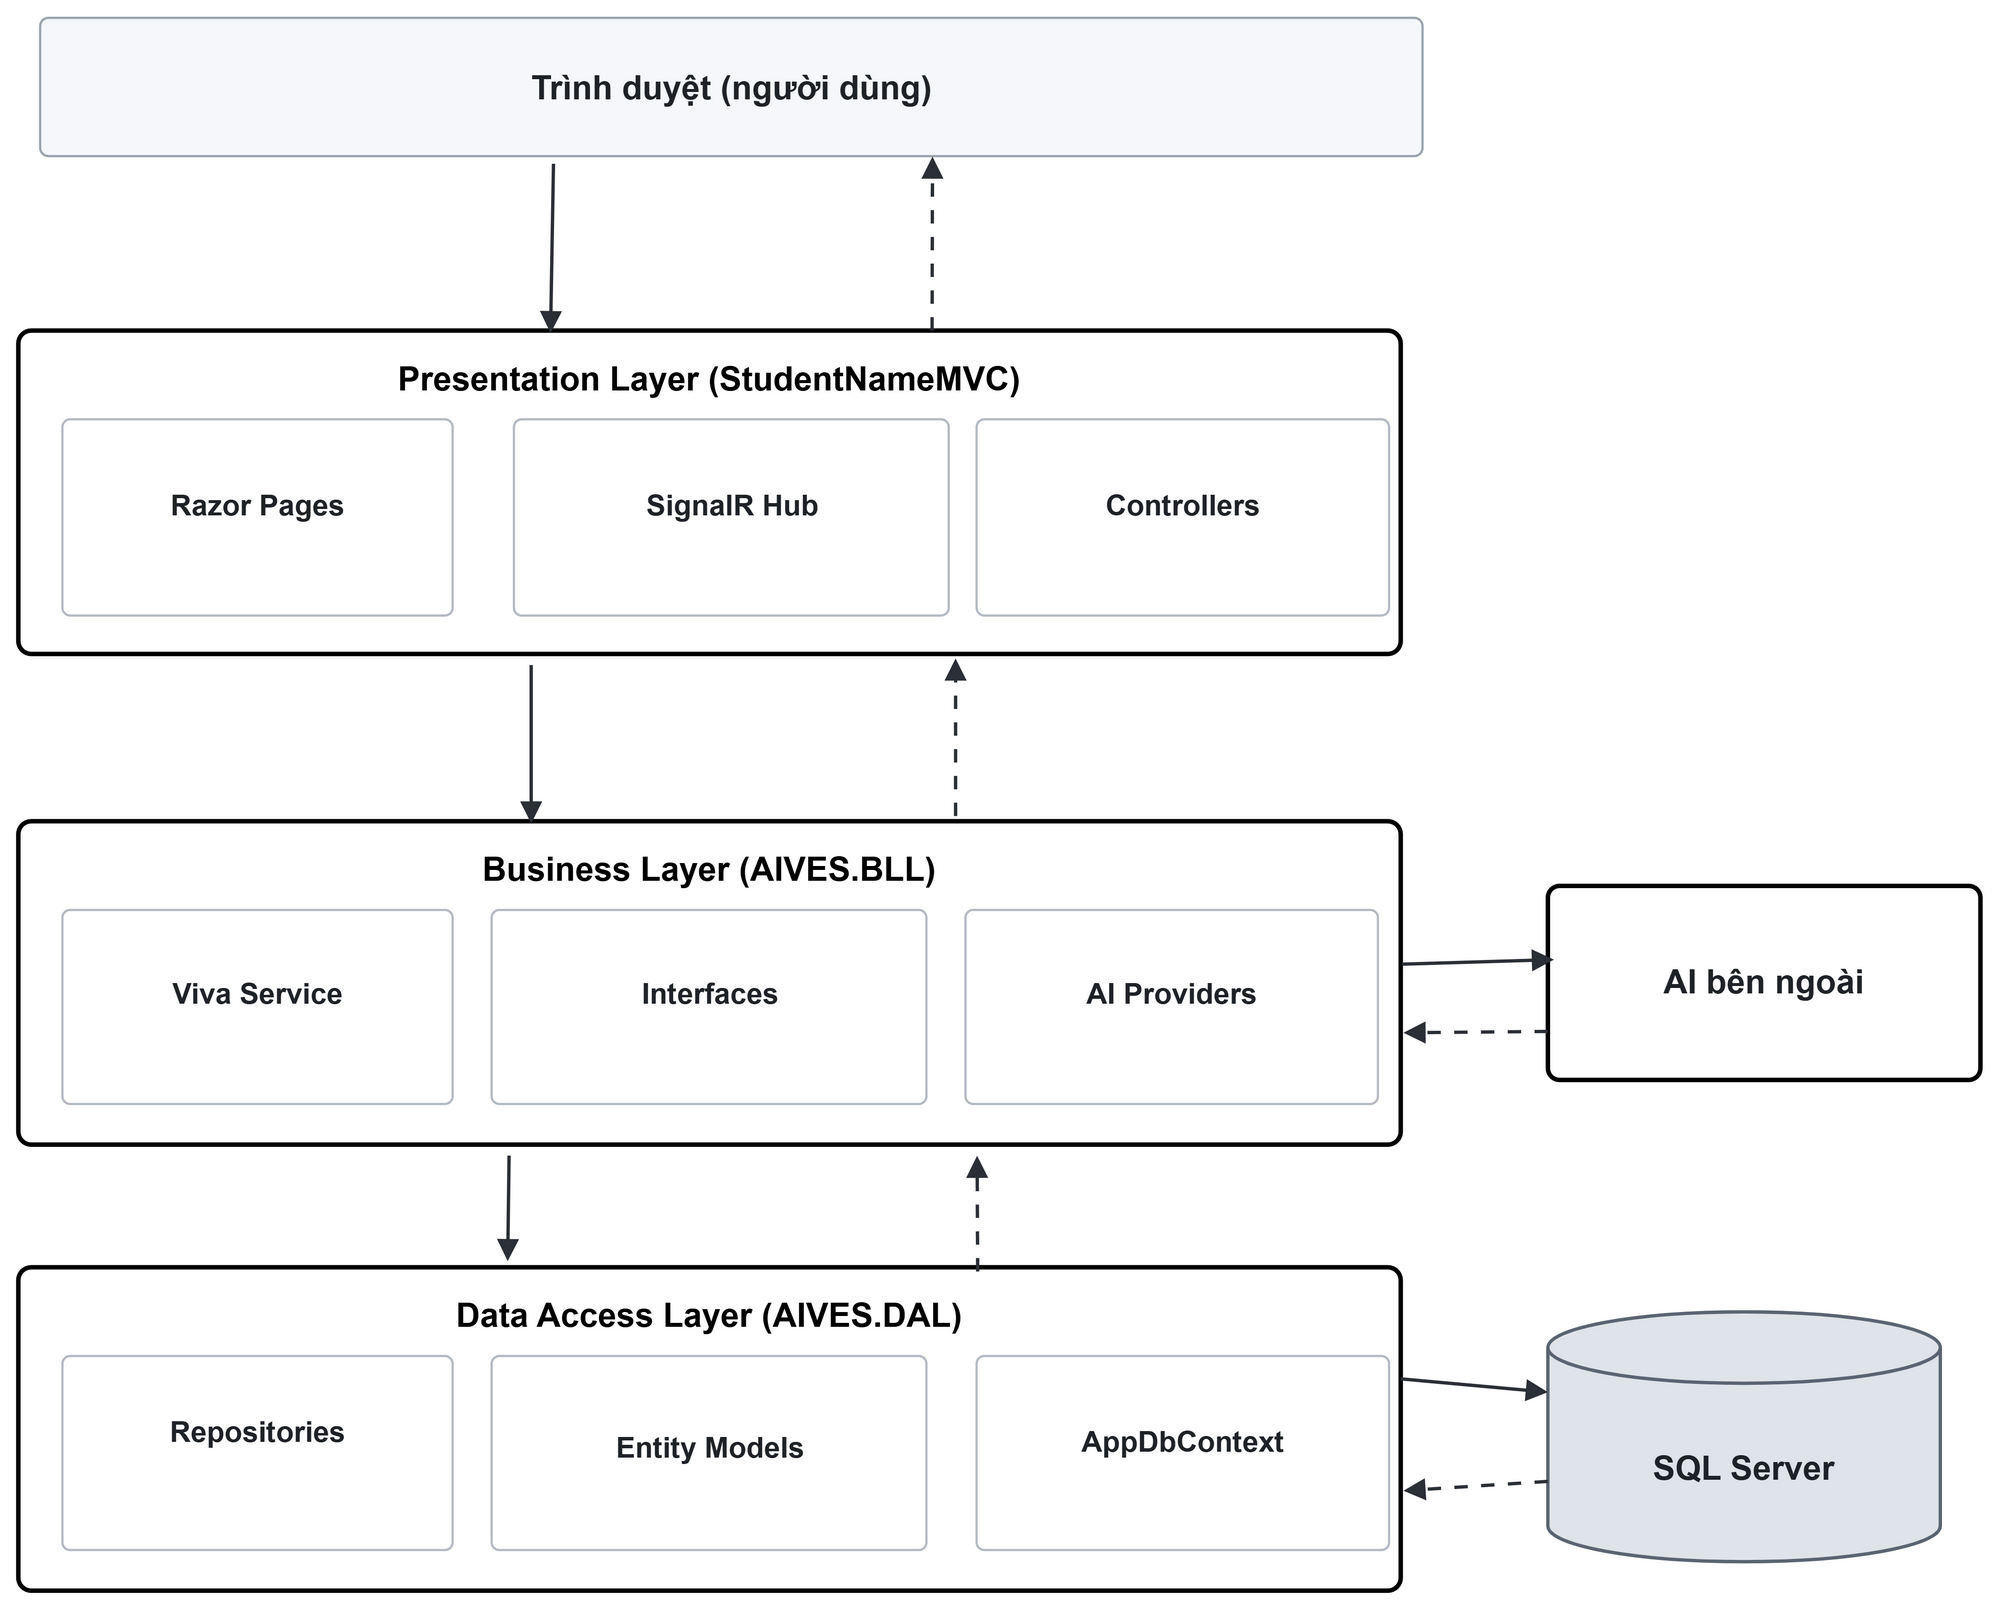 Trình duyệt (người dùng)
Presentation Layer (StudentNameMVC)
Razor Pages
SignalR Hub
Controllers
Business Layer (AIVES.BLL)
Viva Service
Interfaces
AI Providers
AI bên ngoài
Data Access Layer (AIVES.DAL)
Repositories
Entity Models
AppDbContext
SQL Server